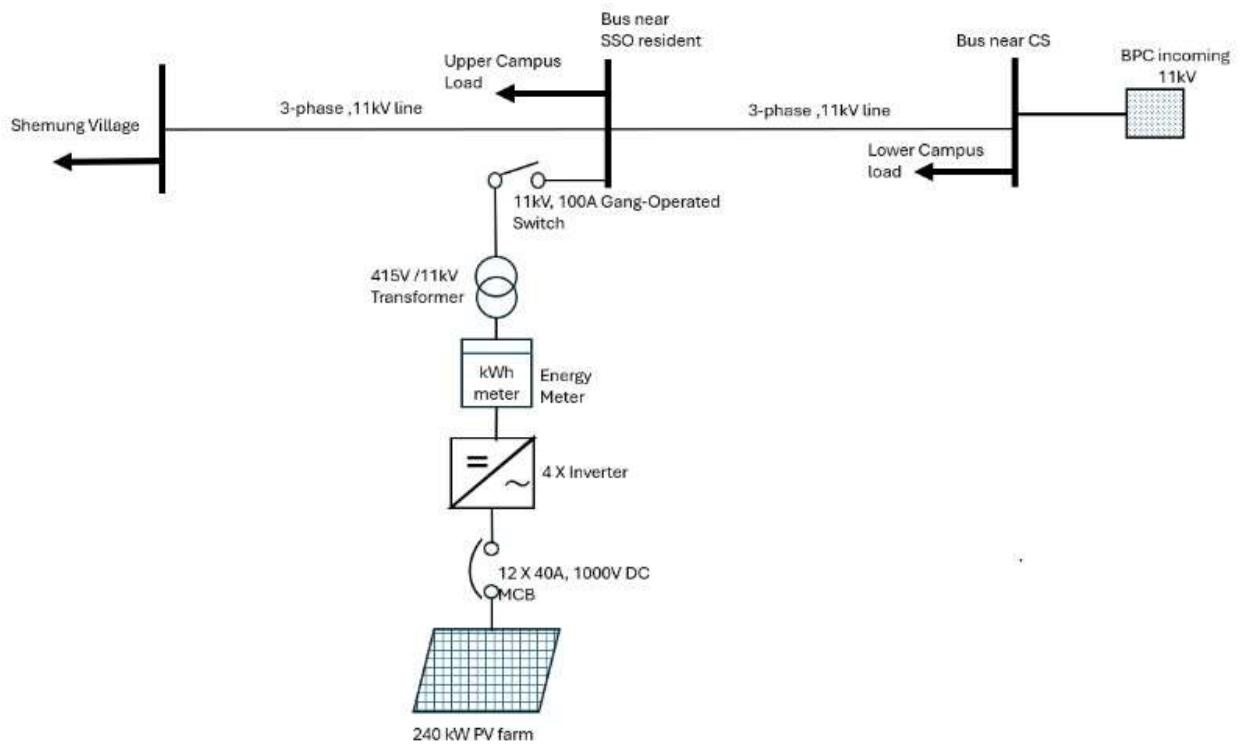 Bus near
SSO resident
Bus near CS
BPC incoming
11kV
Upper Campus
Load
3-phase ,11kV line
3-phase ,11kV line
Shemung Village
Lower Campus
load
11kV, 100A Gang-Operated
Switch
415V /11kV
Transformer
kWh
meter
Energy
Meter
4 X Inverter
12 X 40A, 1000V DC
MCB
240 kW PV farm